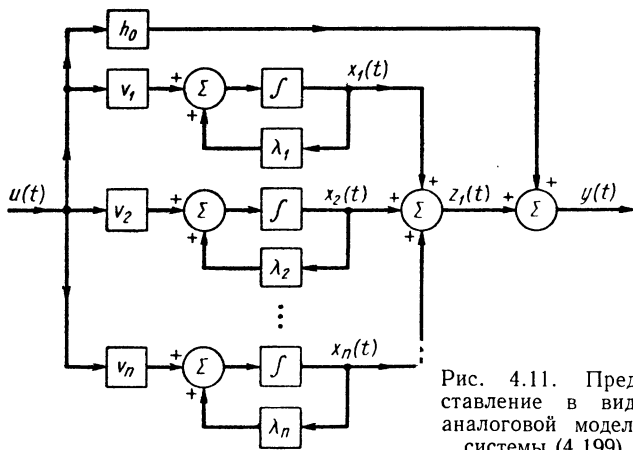 h₀
x₁(t)
v₁
+
Σ
∫
+
λ₁
u(t)
x₂(t)
z₁(t)
y(t)
v₂
+
Σ
∫
+
+
+
Σ
+
+
Σ
+
λ₂
...
xₙ(t)
vₙ
+
Σ
∫
+
λₙ
Рис. 4.11. Пред
ставление в вид
аналоговой модел
системы (4.199)